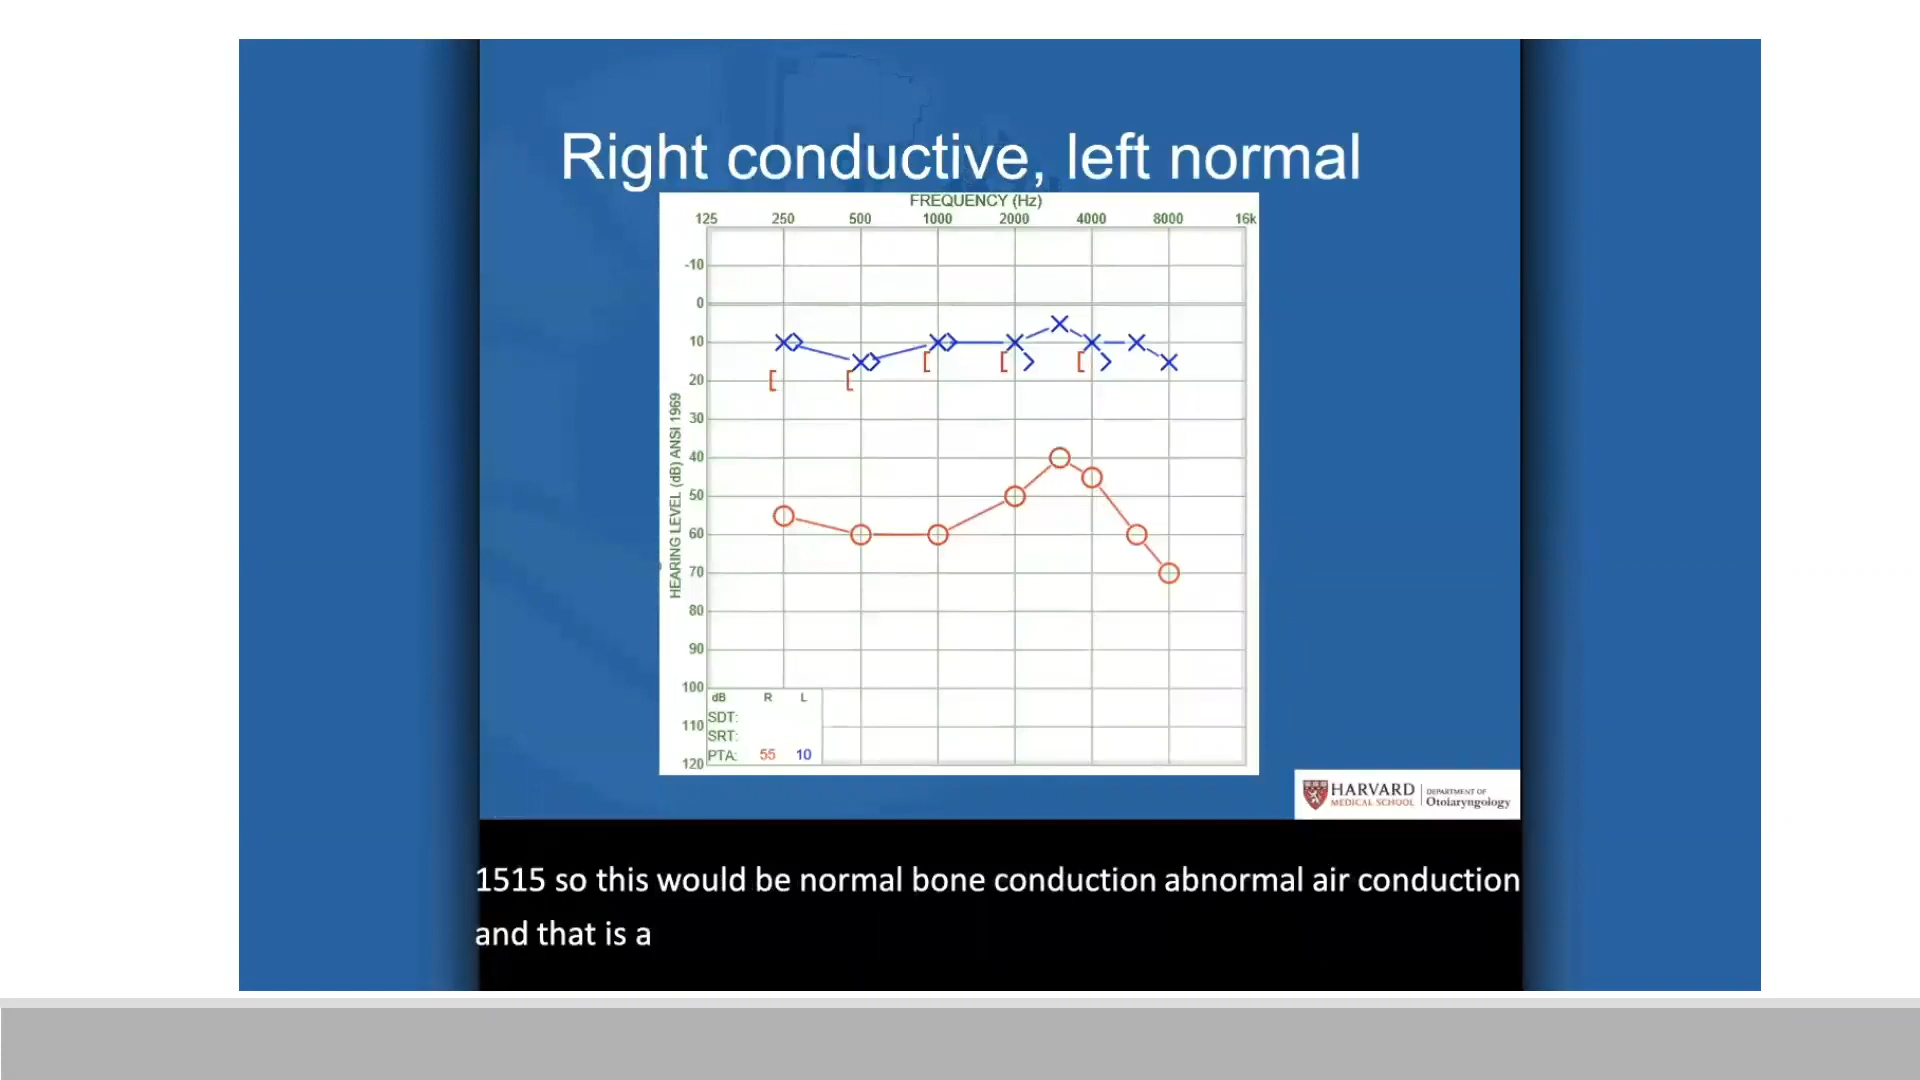 Right conductive, left normal
FREQUENCY (Hz)
125 250 500 1000 2000 4000 8000 16k
-10
0
10
20
30
40
50
60
70
80
90
100
110
120
HEARING LEVEL (dB) ANSI 1969
dB R L
SDT:
SRT:
PTA: 55 10
HARVARD
MEDICAL SCHOOL
DEPARTMENT OF
Otolaryngology
1515 so this would be normal bone conduction abnormal air conduction
and that is a